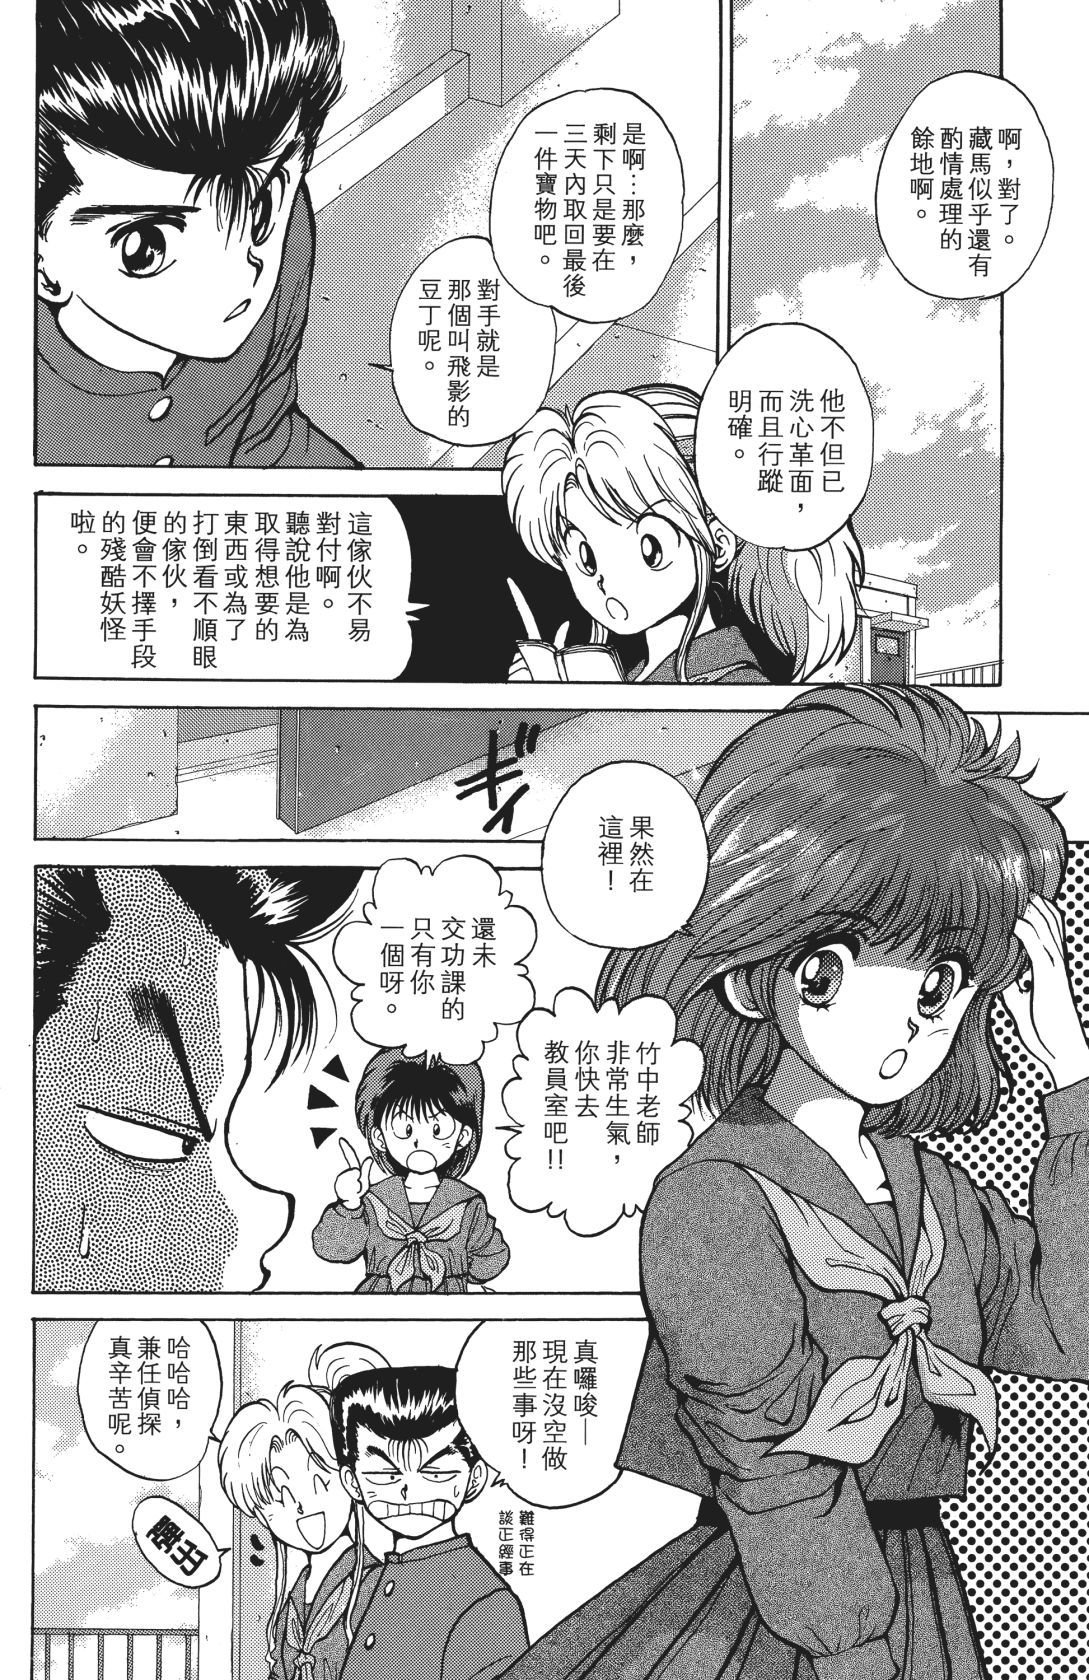 啊，對了。
藏馬似乎還有
酌情處理的
餘地啊。
他不但已
洗心革面，
而且行蹤
明確。
是啊…那麼，
剩下只是要在
三天內取回最後
一件寶物吧。
對手就是
那個叫飛影的
豆丁呢。
這傢伙不易
對付啊。
聽說他是為
取得想要的
東西或為了
打倒看不順眼
的傢伙，
便會不擇手段
的殘酷妖怪
啦。
ギィ
果然在
這裡！
還未
交功課的
只有你
一個呀。
竹中老師
非常生氣，
你快去
教員室吧!!
真囉唆—
現在沒空做
那些事呀！
難得正在
談正經事
哈哈哈，
兼任偵探
真辛苦呢。
彈出